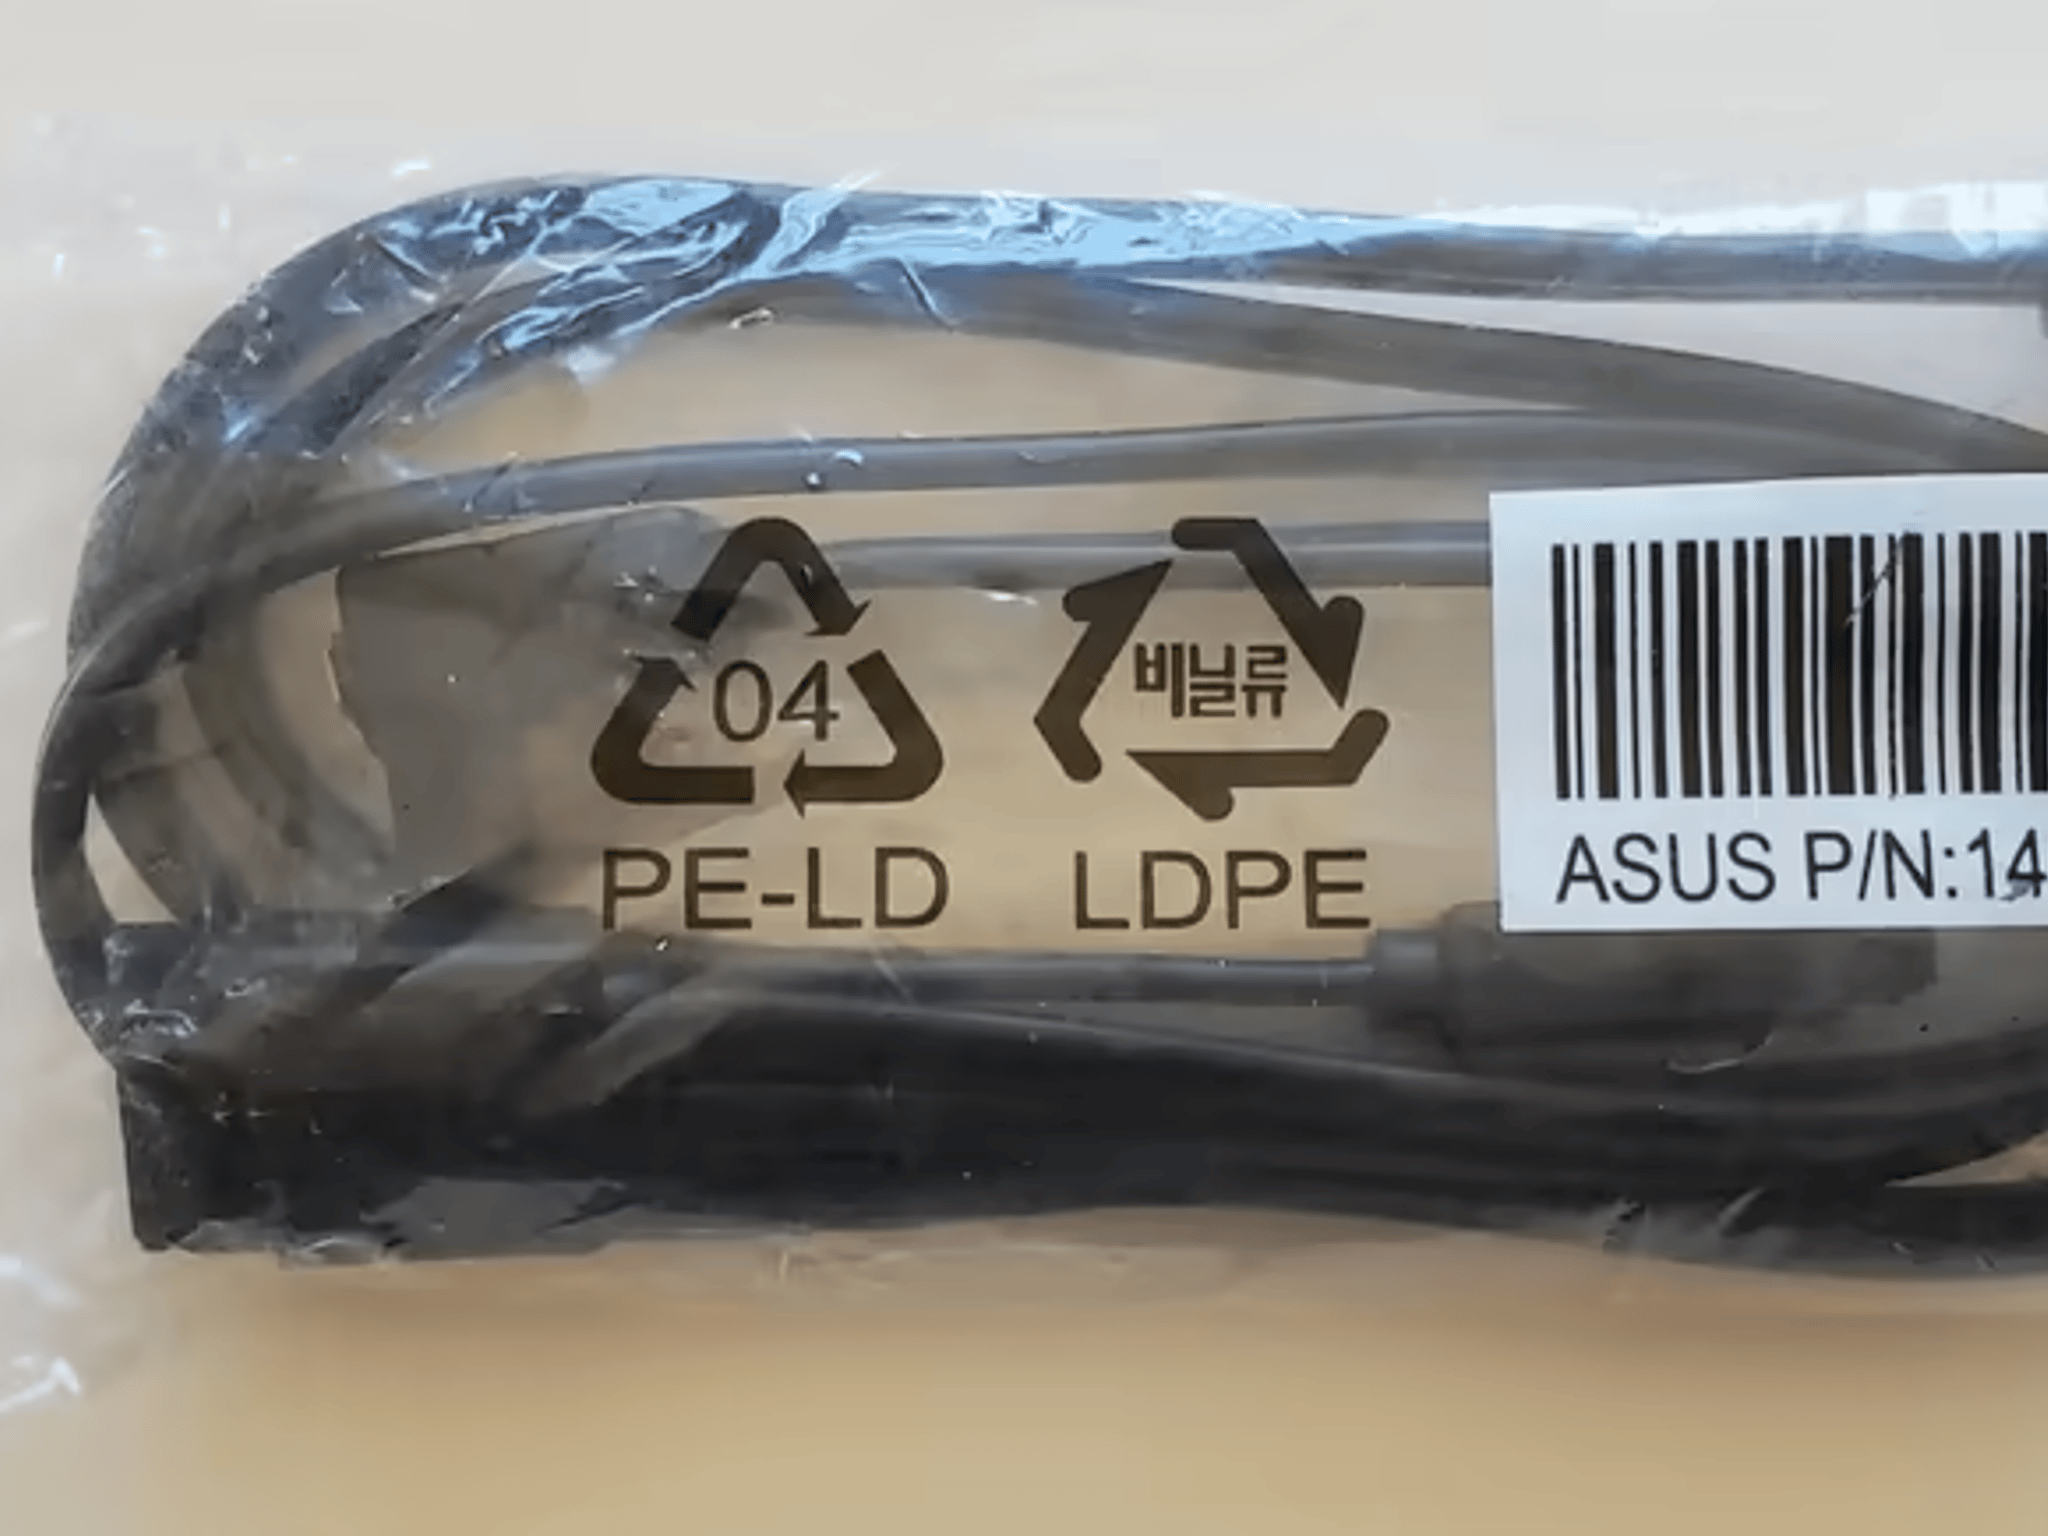 04
비닐류
PE-LD
LDPE
ASUS P/N:14